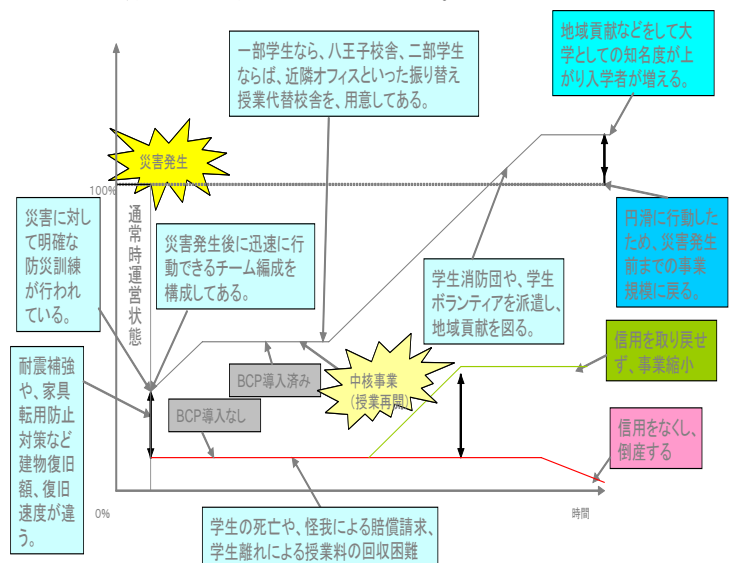 地域貢献などをして大
学としての知名度が上
がり入学者が増える。
一部学生なら、八王子校舎、二部学生
ならば、近隣オフィスといった振り替え
授業代替校舎を、用意してある。
災害発生
100%
通常時運営状態
災害に対し
て明確な
防災訓練
が行われ
ている。
災害発生後に迅速に行
動できるチーム編成を
構成してある。
円滑に行動した
ため、災害発生
前までの事業
規模に戻る。
学生消防団や、学生
ボランティアを派遣し、
地域貢献を図る。
信用を取り戻せ
ず、事業縮小
耐震補強
や、家具
転用防止
対策など
建物復旧
額、復旧
速度が違
う。
BCP導入済み
中核事業
（授業再開）
BCP導入なし
信用をなくし、
倒産する
0%
時間
学生の死亡や、怪我による賠償請求、
学生離れによる授業料の回収困難